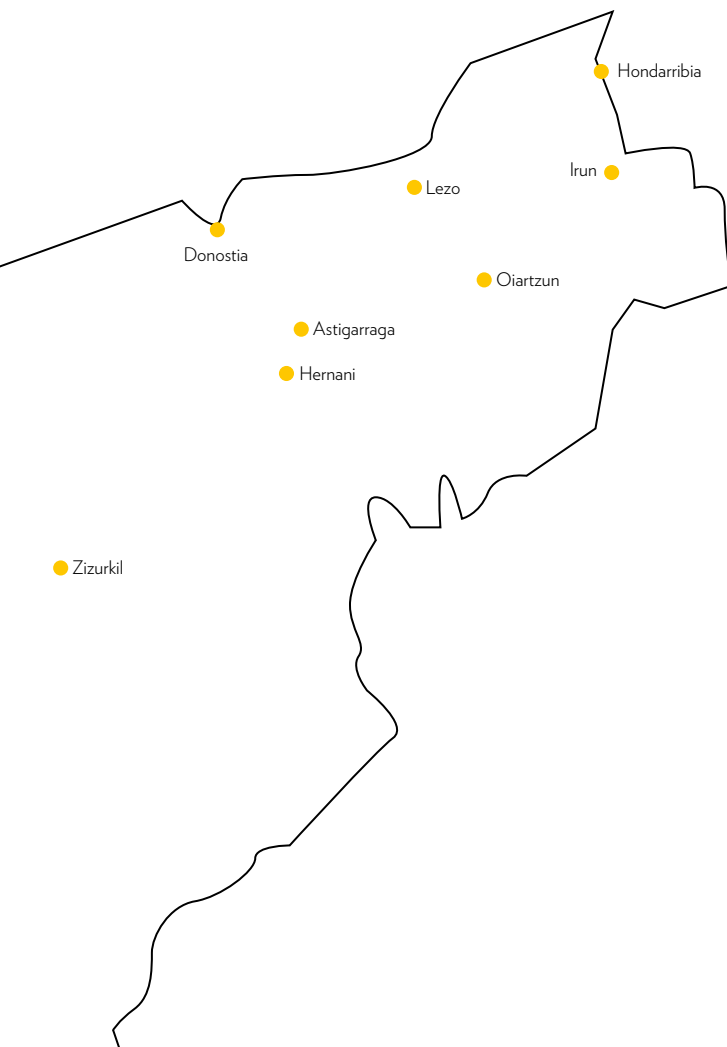 Hondarribia
Irun
Lezo
Donostia
Oiartzun
Astigarraga
Hernani
Zizurkil